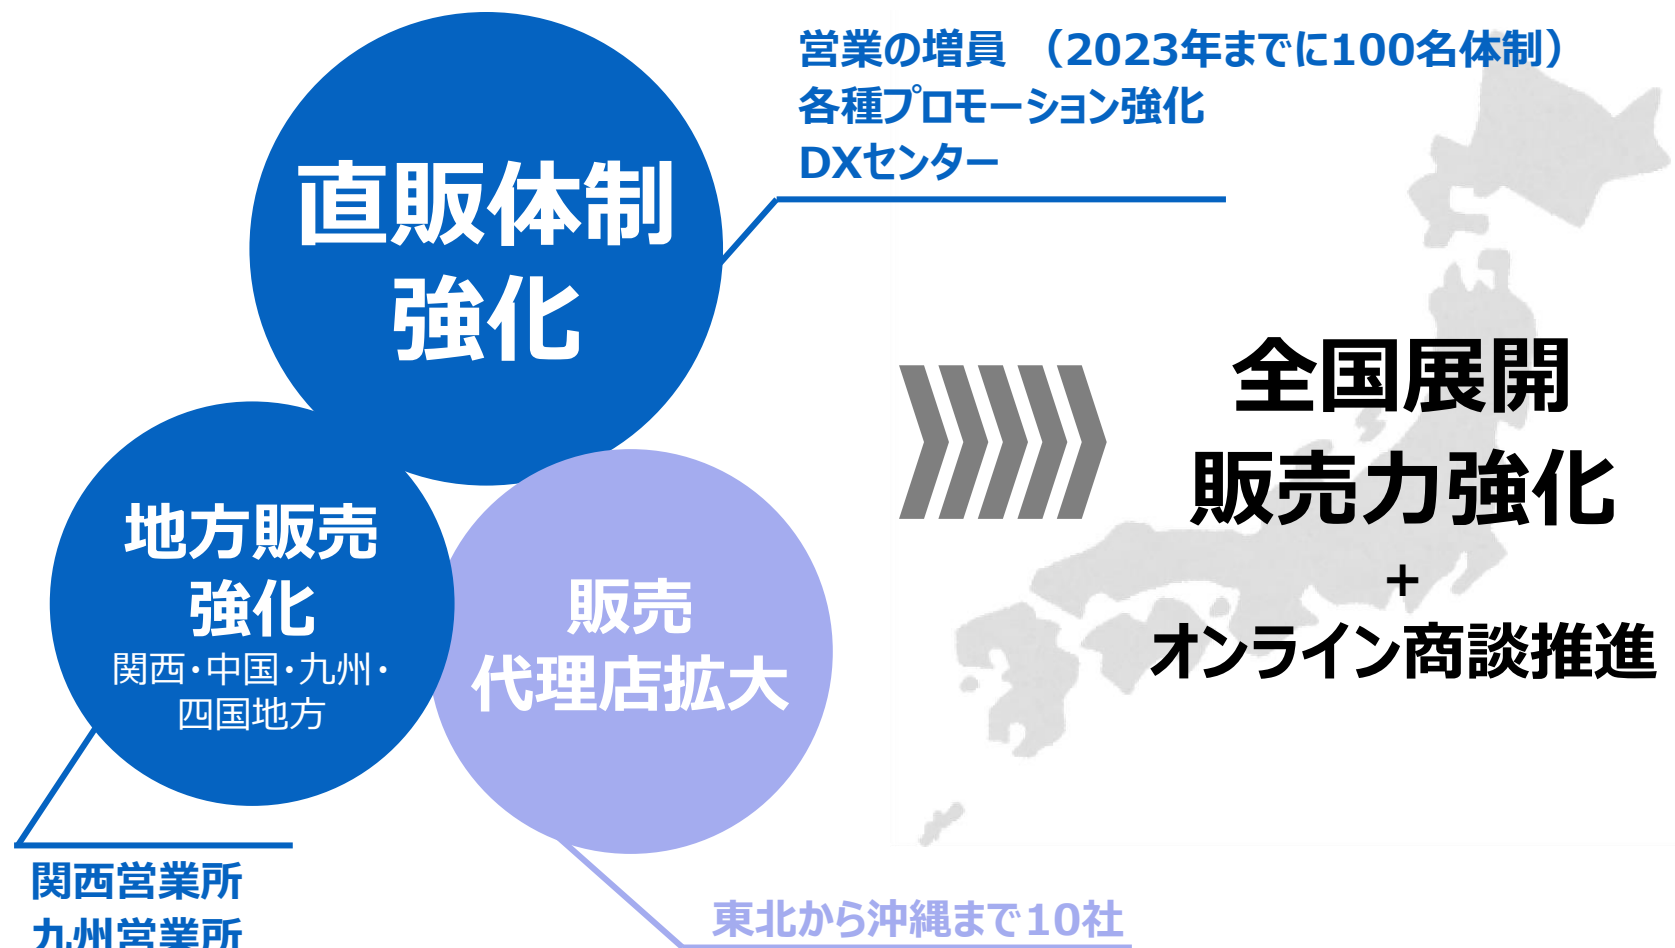 営業の増員 （2023年までに100名体制）
各種プロモーション強化
DXセンター
直販体制
強化
地方販売
強化
関西・中国・九州・
四国地方
販売
代理店拡大
全国展開
販売力強化
+
オンライン商談推進
関西営業所
九州営業所
東北から沖縄まで10社